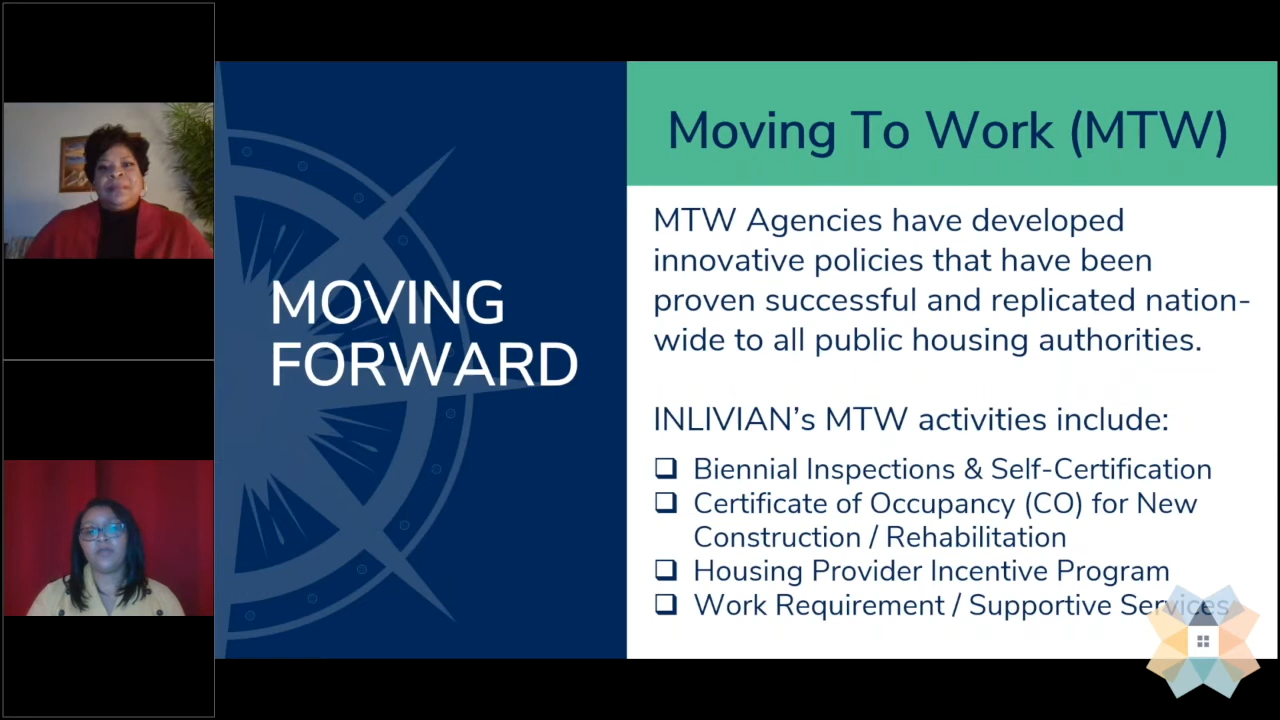 MOVING
FORWARD
Moving To Work (MTW)
MTW Agencies have developed
innovative policies that have been
proven successful and replicated nation-
wide to all public housing authorities.
INLIVIAN’s MTW activities include:
❑ Biennial Inspections & Self-Certification
❑ Certificate of Occupancy (CO) for New
Construction / Rehabilitation
❑ Housing Provider Incentive Program
❑ Work Requirement / Supportive Services